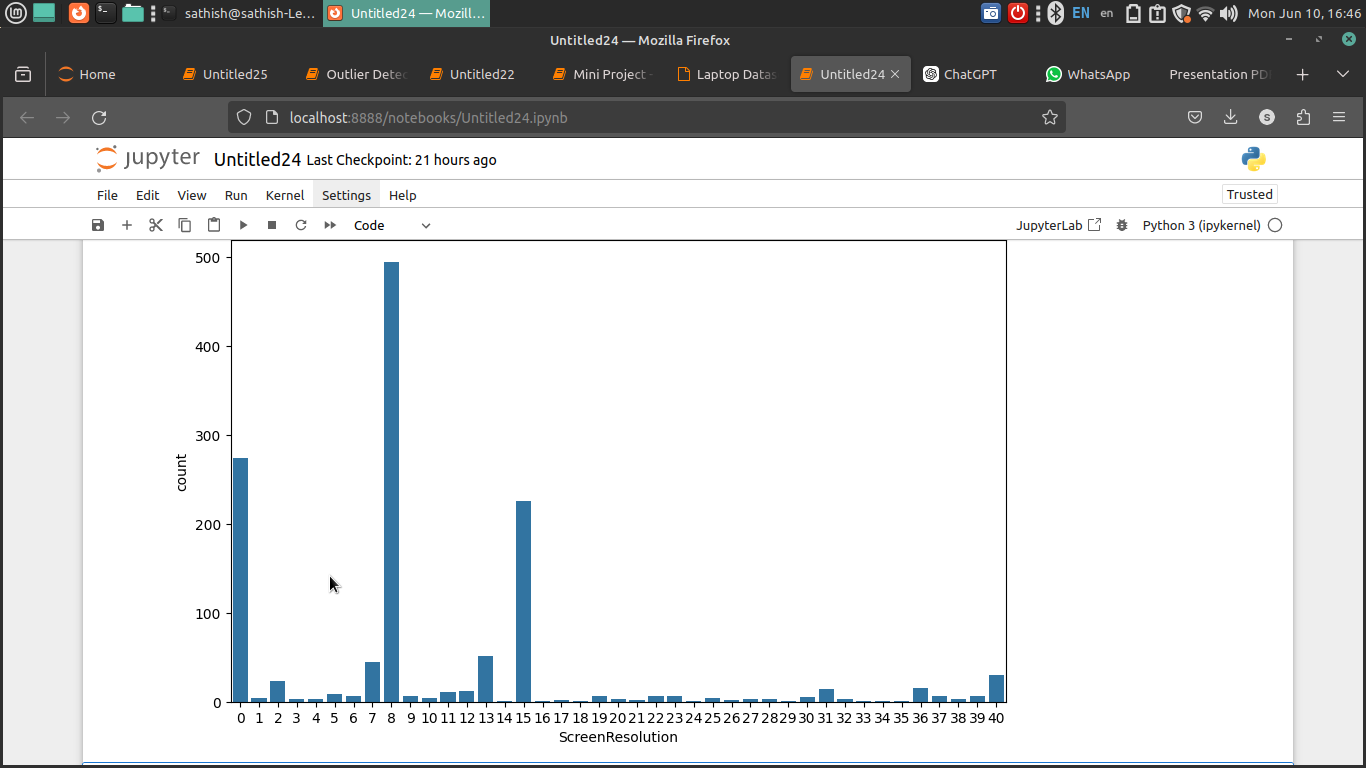 sathish@sathish-Le... Untitled24 — Mozill... EN en Mon Jun 10, 16:46
Untitled24 — Mozilla Firefox
Home Untitled25 Outlier Detec Untitled22 Mini Project - Laptop Datas Untitled24 ChatGPT WhatsApp Presentation PD
localhost:8888/notebooks/Untitled24.ipynb S
jupyter Untitled24 Last Checkpoint: 21 hours ago
File Edit View Run Kernel Settings Help Trusted
Code JupyterLab Python 3 (ipykernel)
500
400
300
200
100
0
count
0 1 2 3 4 5 6 7 8 9 10 11 12 13 14 15 16 17 18 19 20 21 22 23 24 25 26 27 28 29 30 31 32 33 34 35 36 37 38 39 40
ScreenResolution